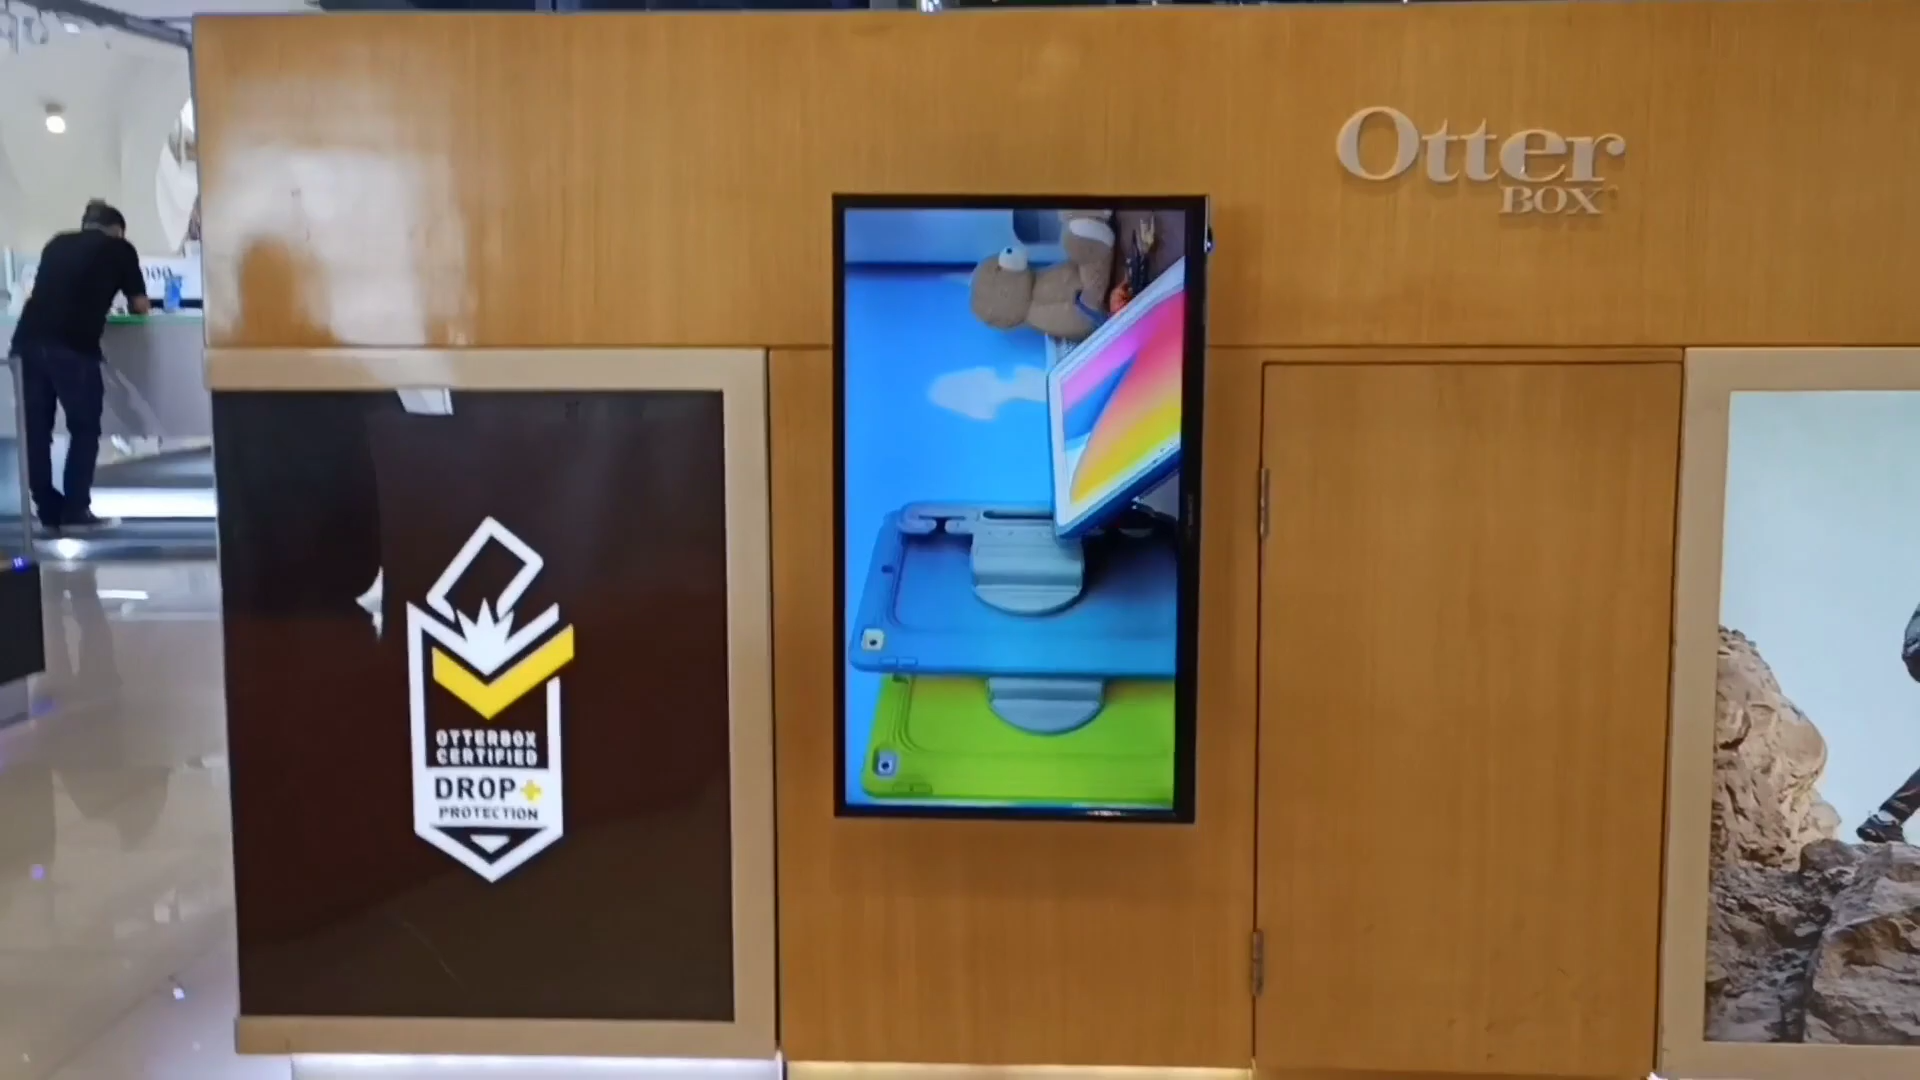 Otter
BOX
OTTERBOX
CERTIFIED
DROP+
PROTECTION